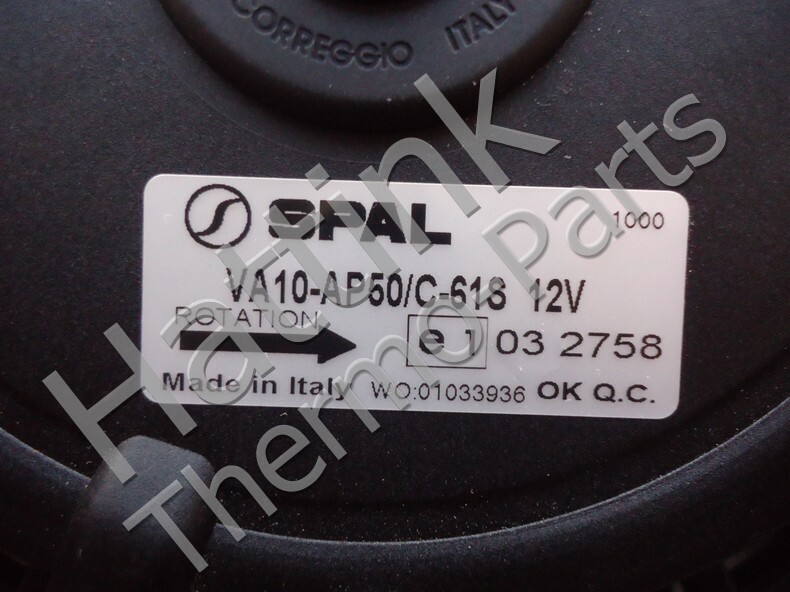 CORREGGIO ITALY
SPAL 1000
VA10-AP50/C-61S 12V
ROTATION
e 1 03 2758
Made in Italy WO:01033936 OK Q.C.
Hattink
Thermo-Parts